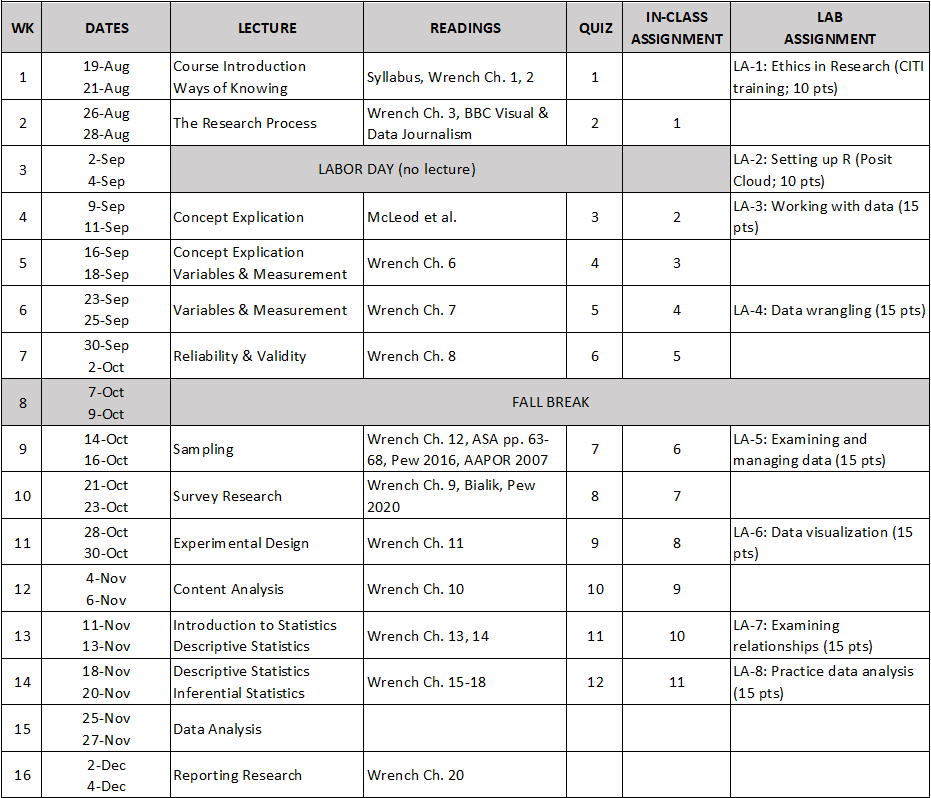 WK DATES LECTURE READINGS QUIZ IN-CLASS ASSIGNMENT LAB ASSIGNMENT
1
19-Aug
21-Aug
Course Introduction
Ways of Knowing
Syllabus, Wrench Ch. 1, 2
1
LA-1: Ethics in Research (CITI
training; 10 pts)
2
26-Aug
28-Aug
The Research Process
Wrench Ch. 3, BBC Visual &
Data Journalism
2
1
3
2-Sep
4-Sep
LABOR DAY (no lecture)
LA-2: Setting up R (Posit
Cloud; 10 pts)
4
9-Sep
11-Sep
Concept Explication
McLeod et al.
3
2
LA-3: Working with data (15
pts)
5
16-Sep
18-Sep
Concept Explication
Variables & Measurement
Wrench Ch. 6
4
3
6
23-Sep
25-Sep
Variables & Measurement
Wrench Ch. 7
5
4
LA-4: Data wrangling (15 pts)
7
30-Sep
2-Oct
Reliability & Validity
Wrench Ch. 8
6
5
8
7-Oct
9-Oct
FALL BREAK
9
14-Oct
16-Oct
Sampling
Wrench Ch. 12, ASA pp. 63-
68, Pew 2016, AAPOR 2007
7
6
LA-5: Examining and
managing data (15 pts)
10
21-Oct
23-Oct
Survey Research
Wrench Ch. 9, Bialik, Pew
2020
8
7
11
28-Oct
30-Oct
Experimental Design
Wrench Ch. 11
9
8
LA-6: Data visualization (15
pts)
12
4-Nov
6-Nov
Content Analysis
Wrench Ch. 10
10
9
13
11-Nov
13-Nov
Introduction to Statistics
Descriptive Statistics
Wrench Ch. 13, 14
11
10
LA-7: Examining
relationships (15 pts)
14
18-Nov
20-Nov
Descriptive Statistics
Inferential Statistics
Wrench Ch. 15-18
12
11
LA-8: Practice data analysis
(15 pts)
15
25-Nov
27-Nov
Data Analysis
16
2-Dec
4-Dec
Reporting Research
Wrench Ch. 20